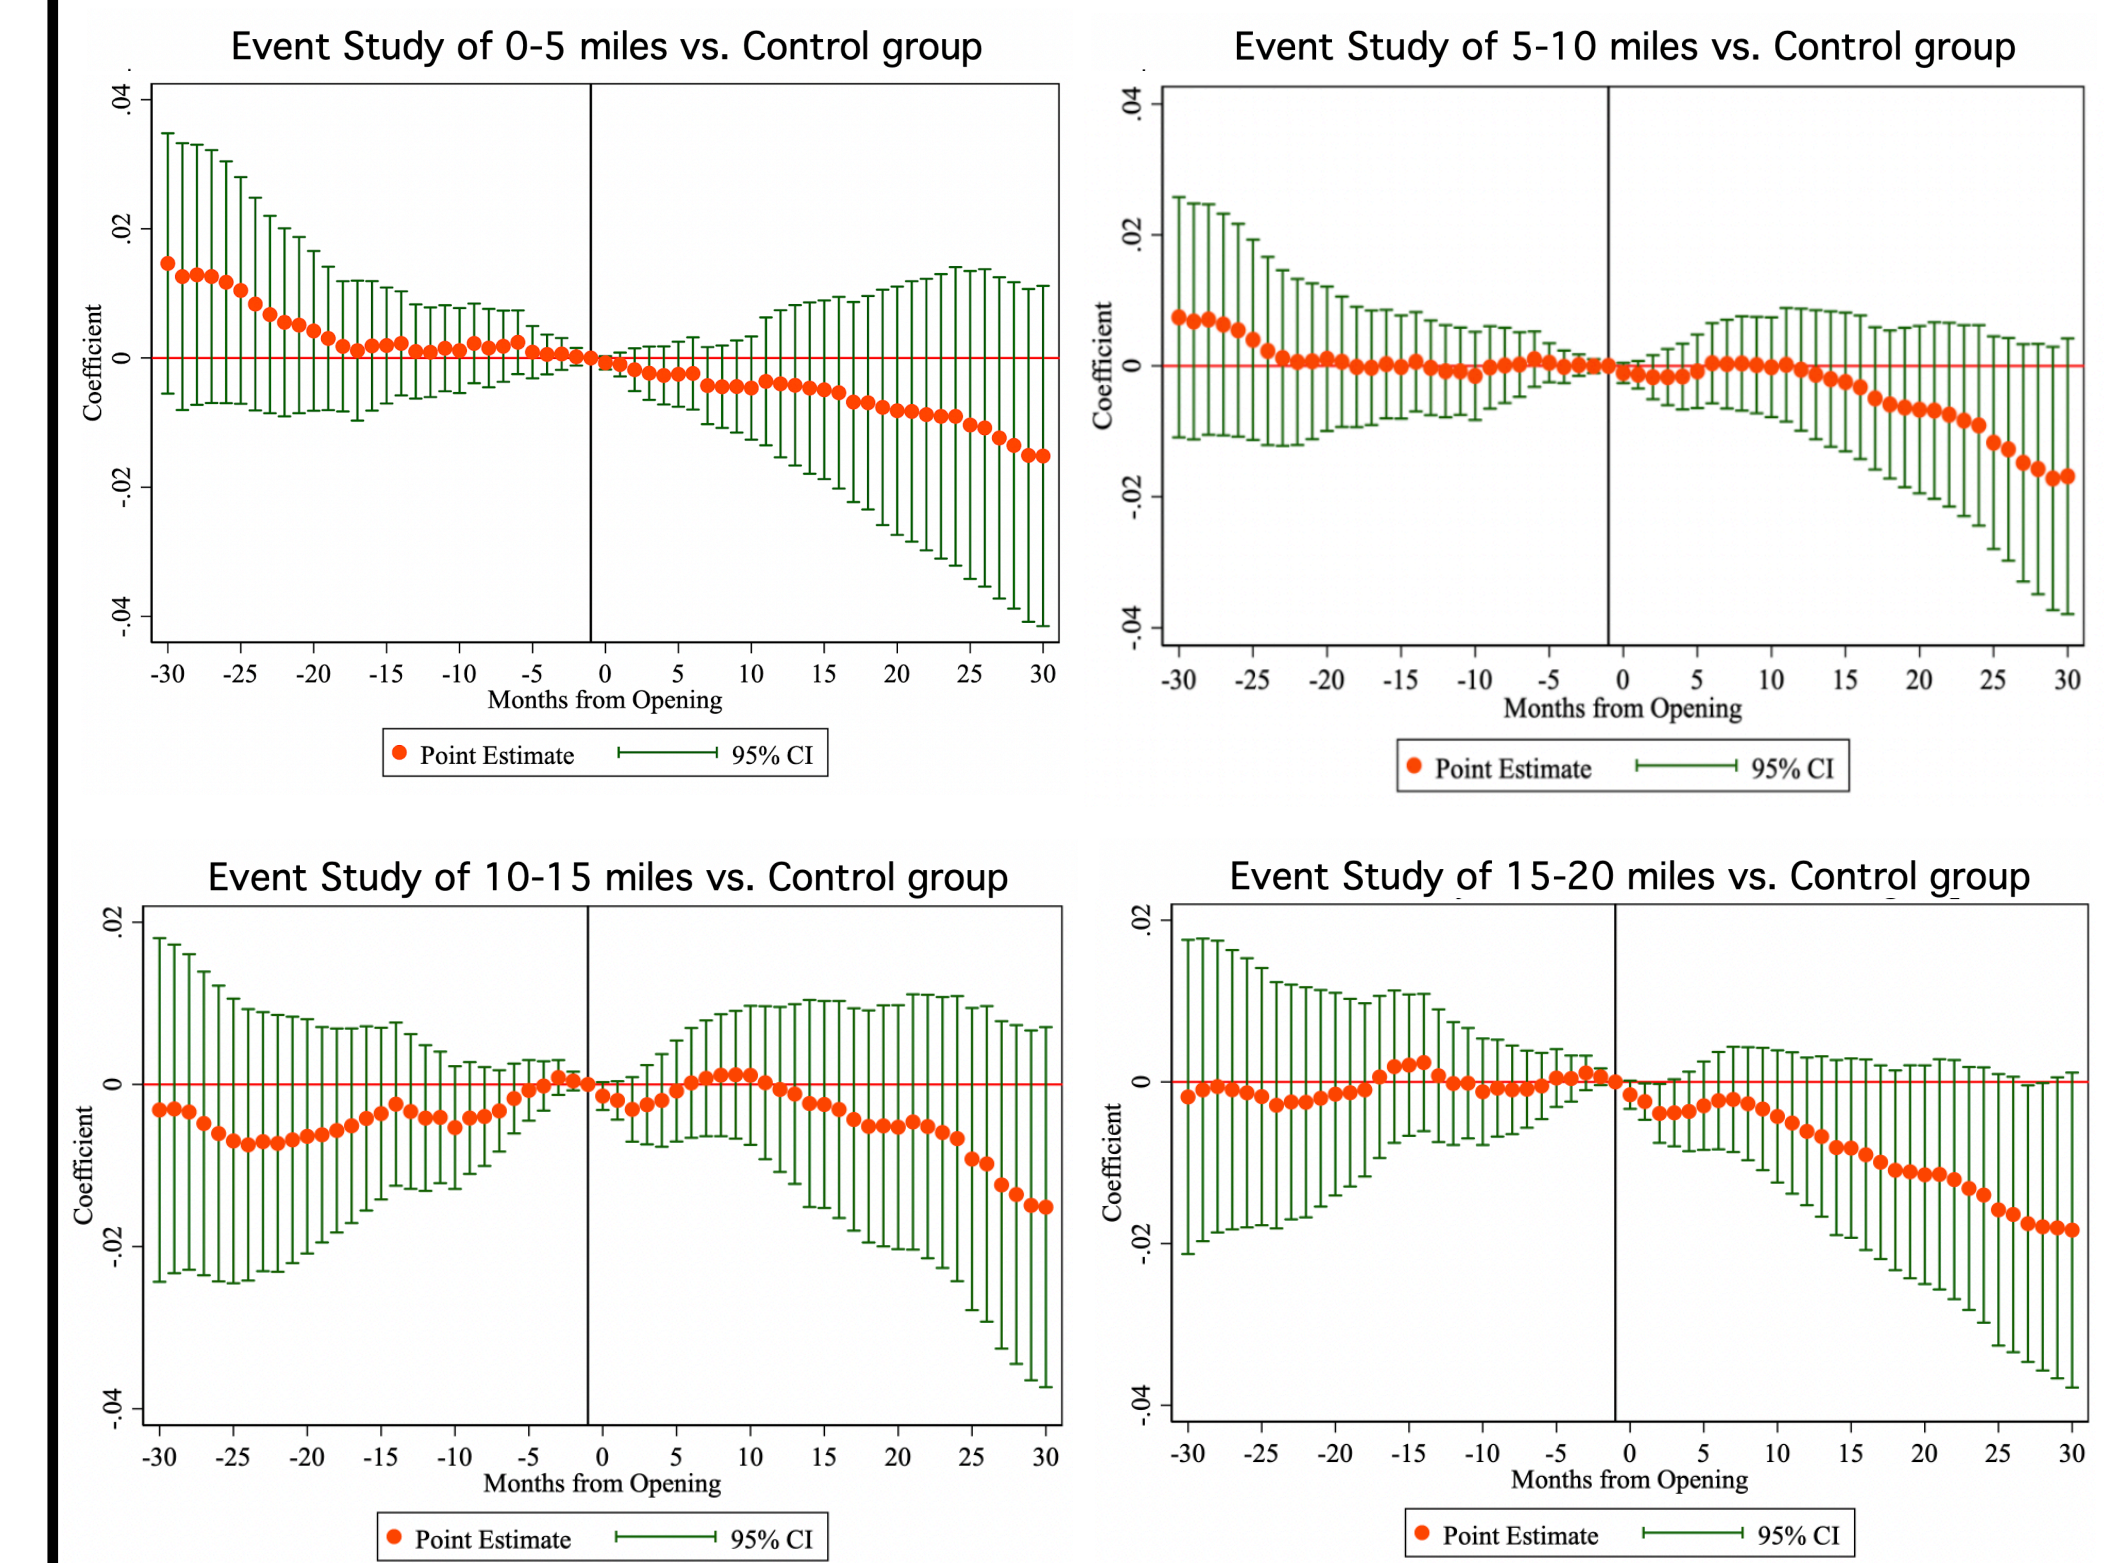 Event Study of 0-5 miles vs. Control group
Coefficient
.04
.02
0
-.02
-.04
-30 -25 -20 -15 -10 -5 0 5 10 15 20 25 30
Months from Opening
Point Estimate 95% CI
Event Study of 5-10 miles vs. Control group
Coefficient
.04
.02
0
-.02
-.04
-30 -25 -20 -15 -10 -5 0 5 10 15 20 25 30
Months from Opening
Point Estimate 95% CI
Event Study of 10-15 miles vs. Control group
Coefficient
.02
0
-.02
-.04
-30 -25 -20 -15 -10 -5 0 5 10 15 20 25 30
Months from Opening
Point Estimate 95% CI
Event Study of 15-20 miles vs. Control group
Coefficient
.02
0
-.02
-.04
-30 -25 -20 -15 -10 -5 0 5 10 15 20 25 30
Months from Opening
Point Estimate 95% CI